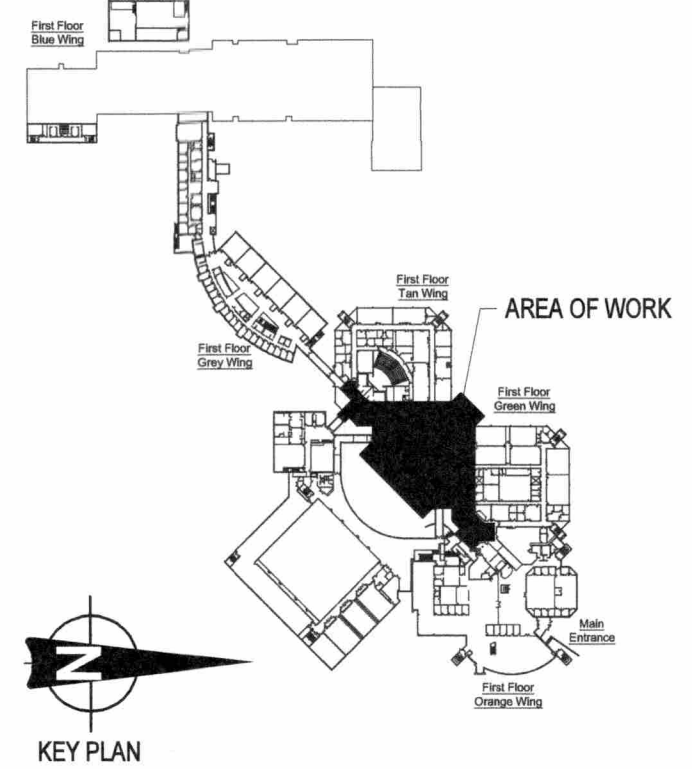 First Floor
Blue Wing
First Floor
Tan Wing
AREA OF WORK
First Floor
Grey Wing
First Floor
Green Wing
Main
Entrance
N
First Floor
Orange Wing
KEY PLAN